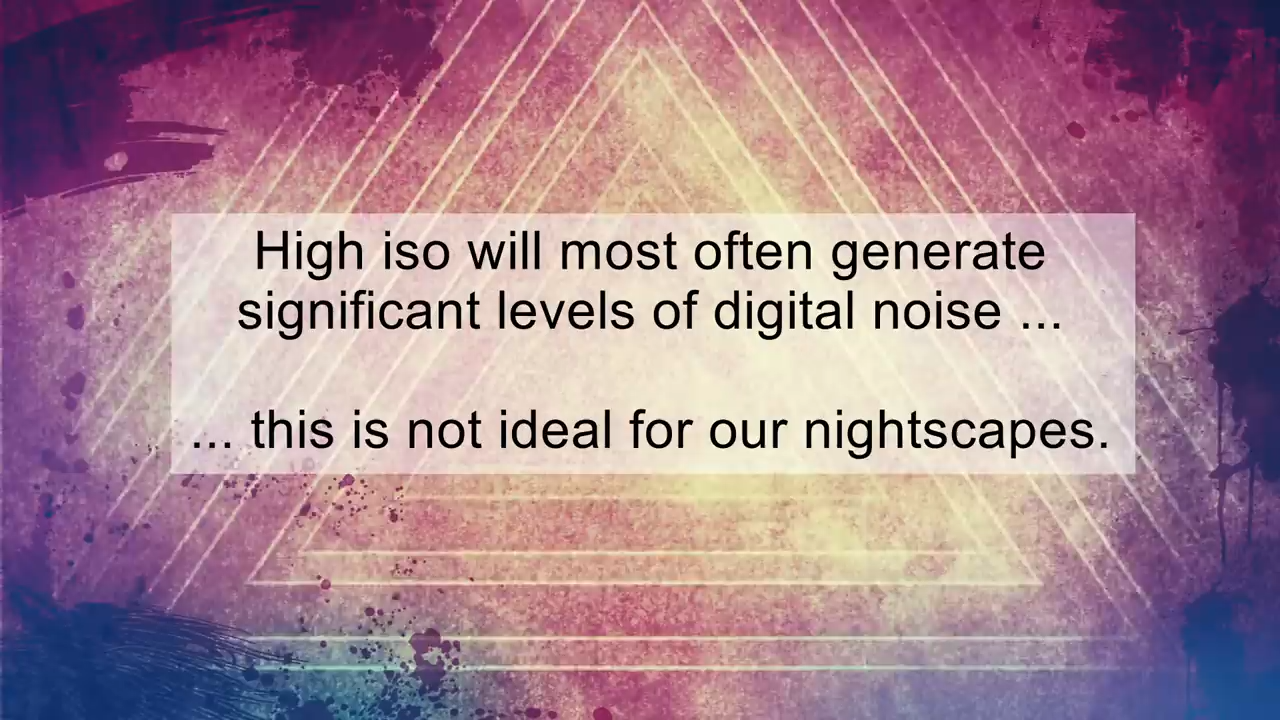 High iso will most often generate
significant levels of digital noise ...
... this is not ideal for our nightscapes.